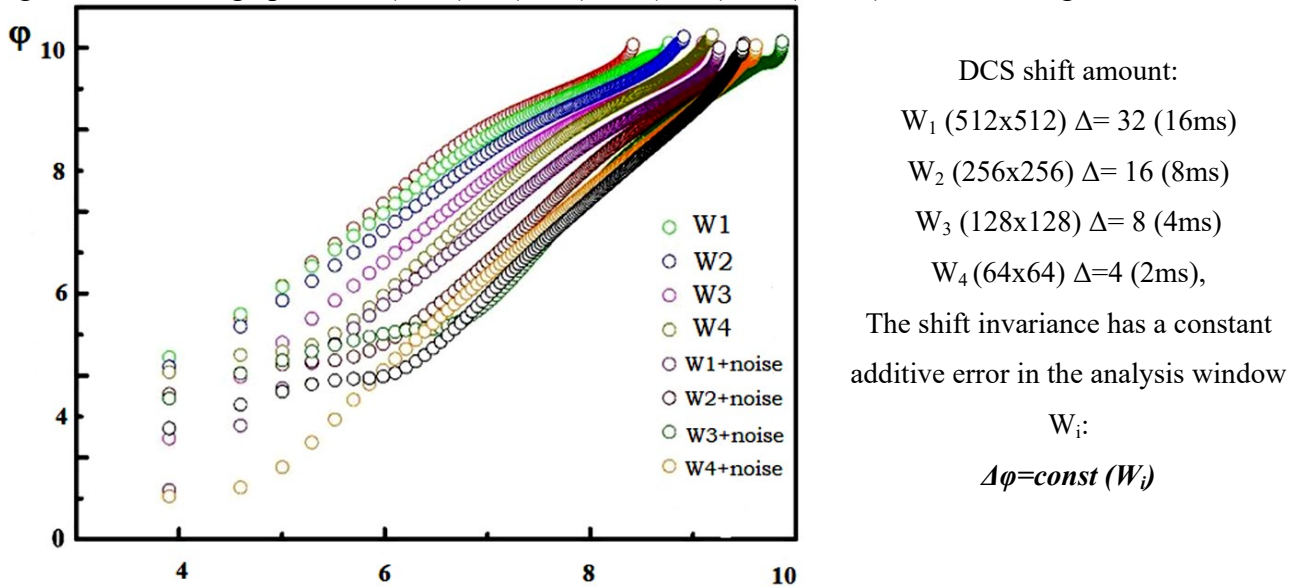 φ
10
8
6
4
0
4
6
8
10
W1
W2
W3
W4
W1+noise
W2+noise
W3+noise
W4+noise
DCS shift amount:
W1 (512x512) Δ= 32 (16ms)
W2 (256x256) Δ= 16 (8ms)
W3 (128x128) Δ= 8 (4ms)
W4 (64x64) Δ=4 (2ms),
The shift invariance has a constant
additive error in the analysis window
Wi:
Δφ=const (Wi)